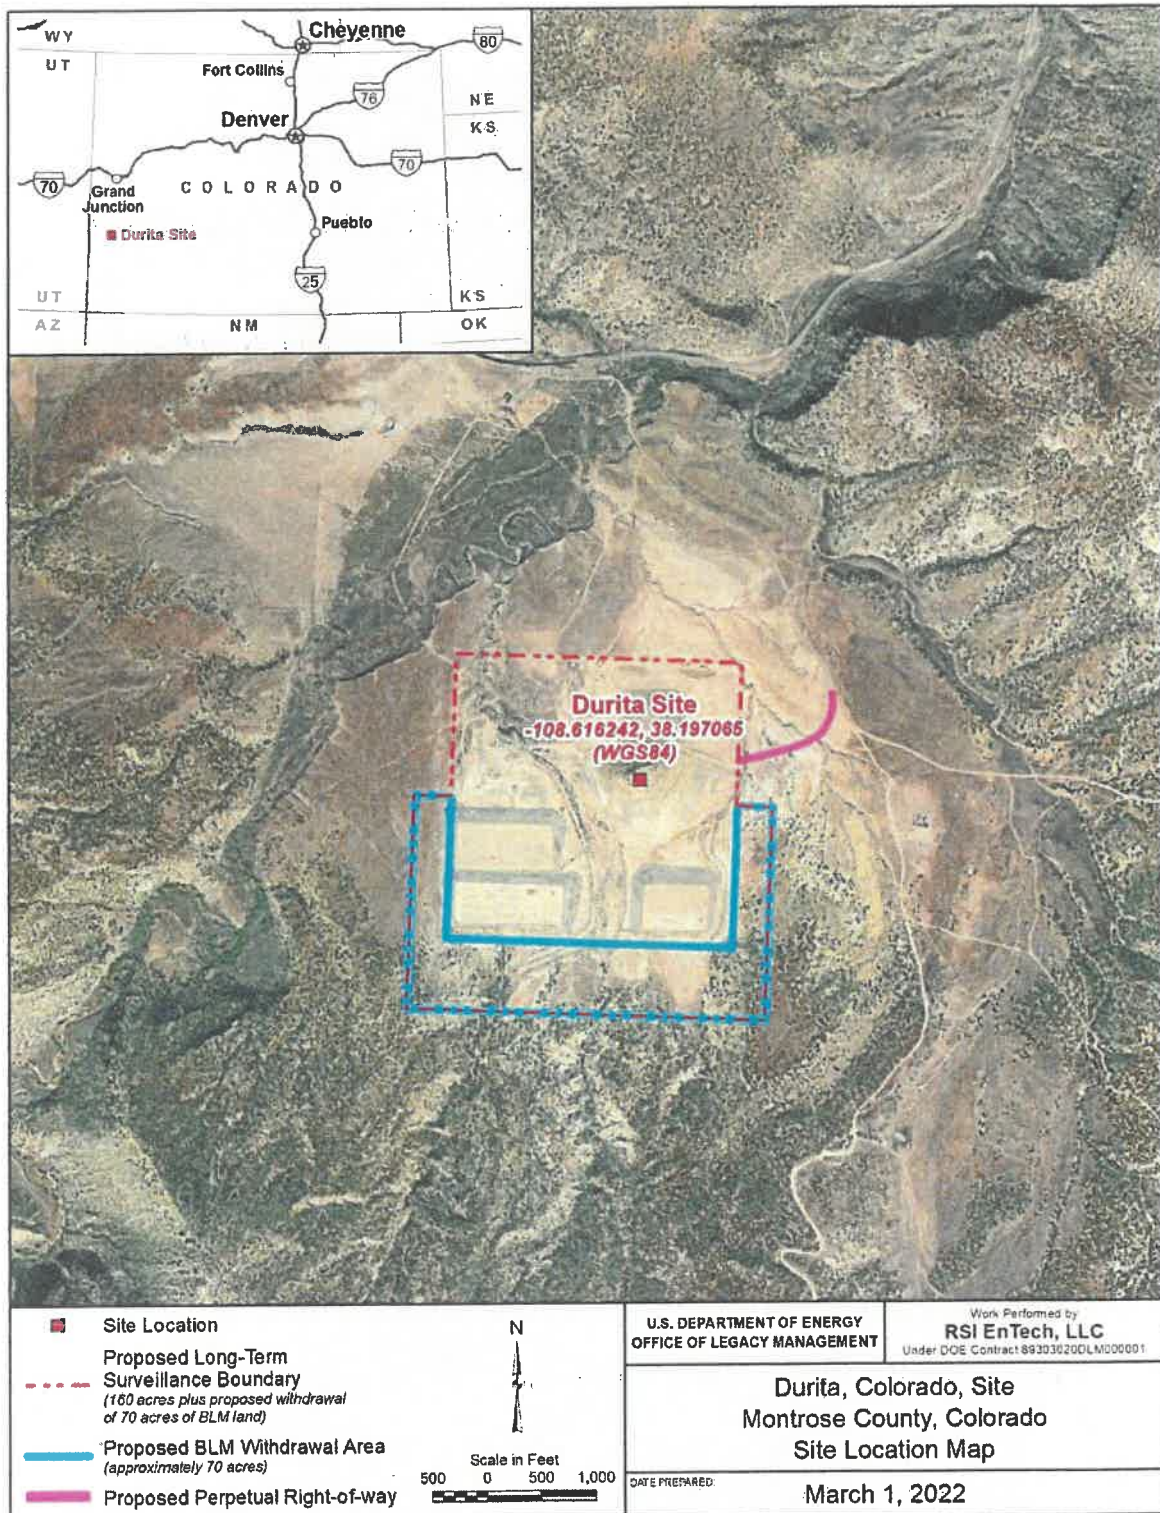 WY
UT
Cheyenne
80
Fort Collins
76
NE
KS
Denver
70
70
Grand
Junction
COLORADO
Durita Site
Pueblo
25
UT
AZ
NM
KS
OK
Durita Site
-108.616242, 38.197065
(WGS84)
Site Location
Proposed Long-Term
Surveillance Boundary
(160 acres plus proposed withdrawal
of 70 acres of BLM land)
Proposed BLM Withdrawal Area
(approximately 70 acres)
Proposed Perpetual Right-of-way
N
Scale in Feet
500 0 500 1,000
U.S. DEPARTMENT OF ENERGY
OFFICE OF LEGACY MANAGEMENT
Work Performed by
RSI EnTech, LLC
Under DOE Contract 89303020DLM000001
Durita, Colorado, Site
Montrose County, Colorado
Site Location Map
DATE PREPARED:
March 1, 2022